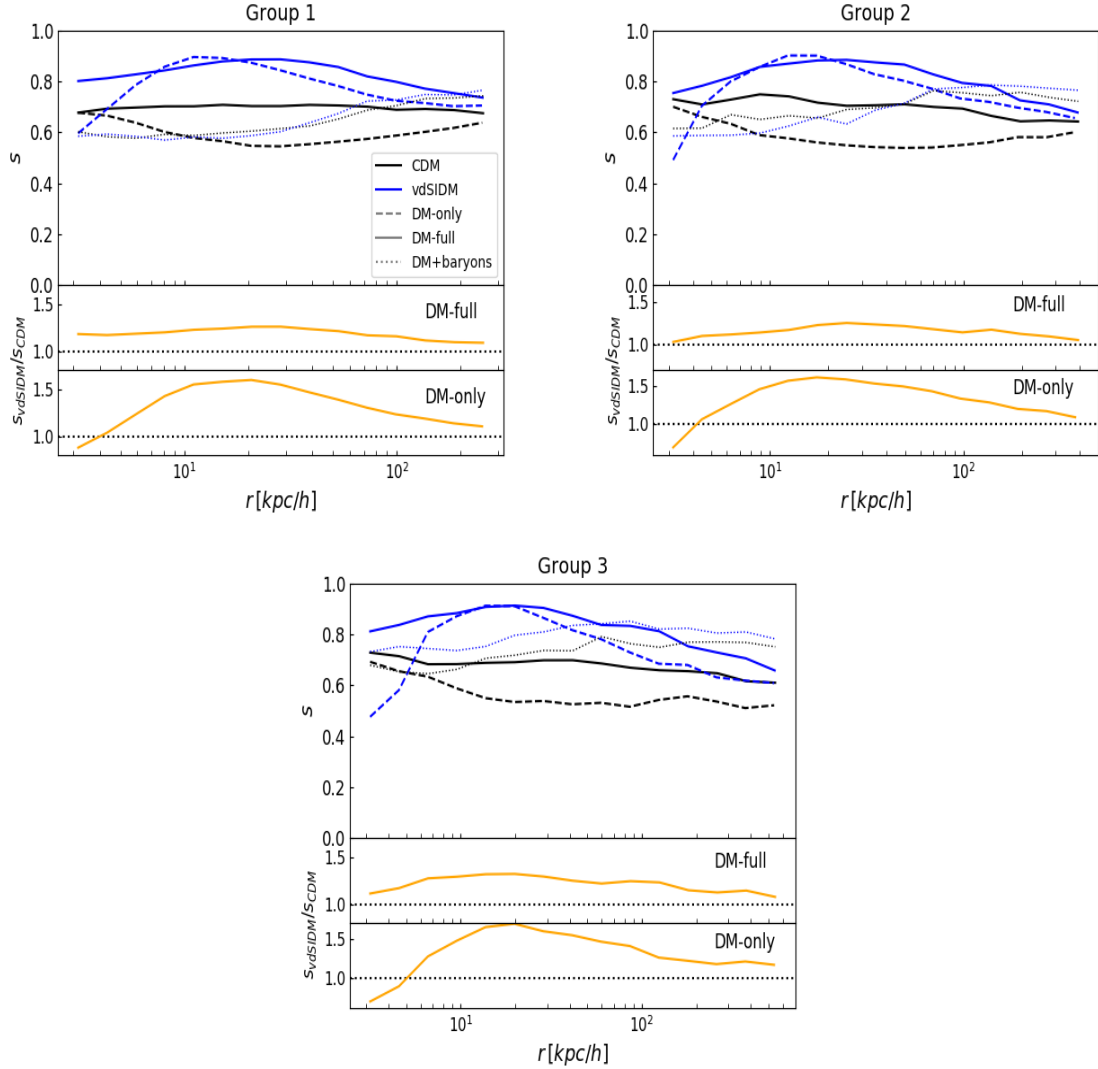 Group 1
1.0
0.8
0.6
0.4
0.2
0.0
s
CDM
vdSIDM
DM-only
DM-full
DM+baryons
1.5
1.0
DM-full
1.5
1.0
DM-only
s_vdSIDM/s_CDM
10^1
10^2
r [kpc/h]
Group 2
1.0
0.8
0.6
0.4
0.2
0.0
s
1.5
1.0
DM-full
1.5
1.0
DM-only
s_vdSIDM/s_CDM
10^1
10^2
r [kpc/h]
Group 3
1.0
0.8
0.6
0.4
0.2
0.0
s
1.5
1.0
DM-full
1.5
1.0
DM-only
s_vdSIDM/s_CDM
10^1
10^2
r [kpc/h]